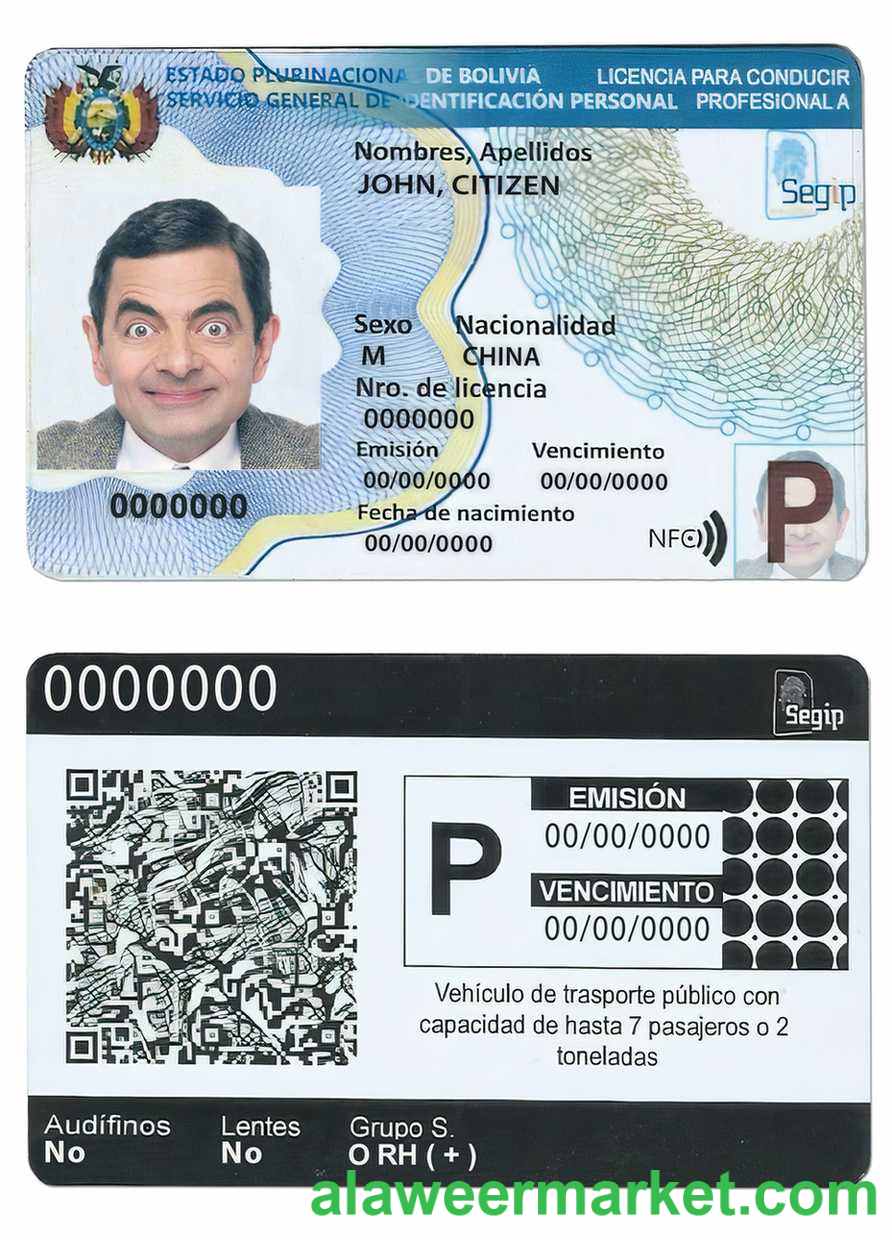 ESTADO PLURINACIONA DE BOLIVIA LICENCIA PARA CONDUCIR
SERVICIO GENERAL DE IDENTIFICACIÓN PERSONAL PROFESIONAL A
Nombres, Apellidos
JOHN, CITIZEN
Segip
Sexo Nacionalidad
M CHINA
Nro. de licencia
0000000
Emisión Vencimiento
00/00/0000 00/00/0000
0000000
Fecha de nacimiento
00/00/0000
NFC
P
0000000
Segip
EMISIÓN
P
00/00/0000
VENCIMIENTO
00/00/0000
Vehículo de trasporte público con
capacidad de hasta 7 pasajeros o 2
toneladas
Audífinos Lentes Grupo S.
No No O RH ( + )
alaweermarket.com